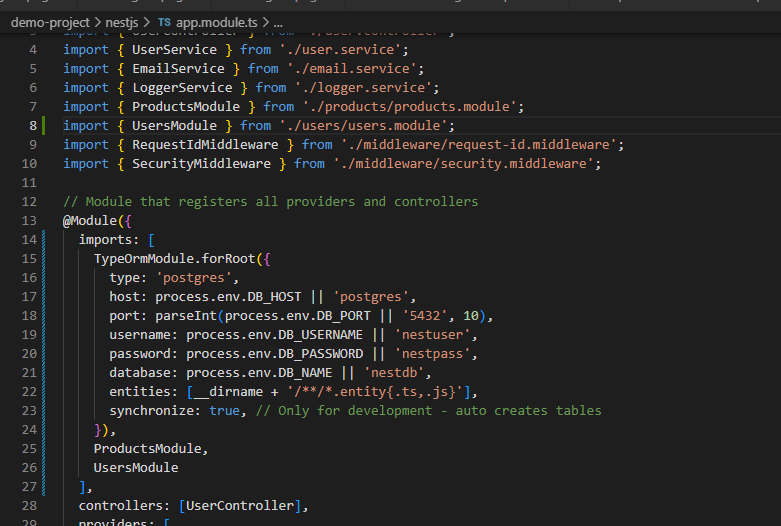 demo-project > nestjs > TS app.module.ts > ...
4 import { UserService } from './user.service';
5 import { EmailService } from './email.service';
6 import { LoggerService } from './logger.service';
7 import { ProductsModule } from './products/products.module';
8 import { UsersModule } from './users/users.module';
9 import { RequestIdMiddleware } from './middleware/request-id.middleware';
10 import { SecurityMiddleware } from './middleware/security.middleware';
11
12 // Module that registers all providers and controllers
13 @Module({
14   imports: [
15     TypeOrmModule.forRoot({
16       type: 'postgres',
17       host: process.env.DB_HOST || 'postgres',
18       port: parseInt(process.env.DB_PORT || '5432', 10),
19       username: process.env.DB_USERNAME || 'nestuser',
20       password: process.env.DB_PASSWORD || 'nestpass',
21       database: process.env.DB_NAME || 'nestdb',
22       entities: [__dirname + '/**/*.entity{.ts,.js}'],
23       synchronize: true, // Only for development - auto creates tables
24     }),
25     ProductsModule,
26     UsersModule
27   ],
28   controllers: [UserController],
29   providers: [